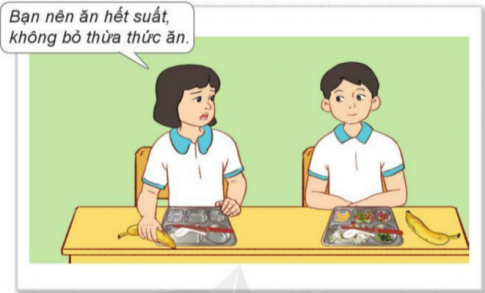 Bạn nên ăn hết suất,
không bỏ thừa thức ăn.